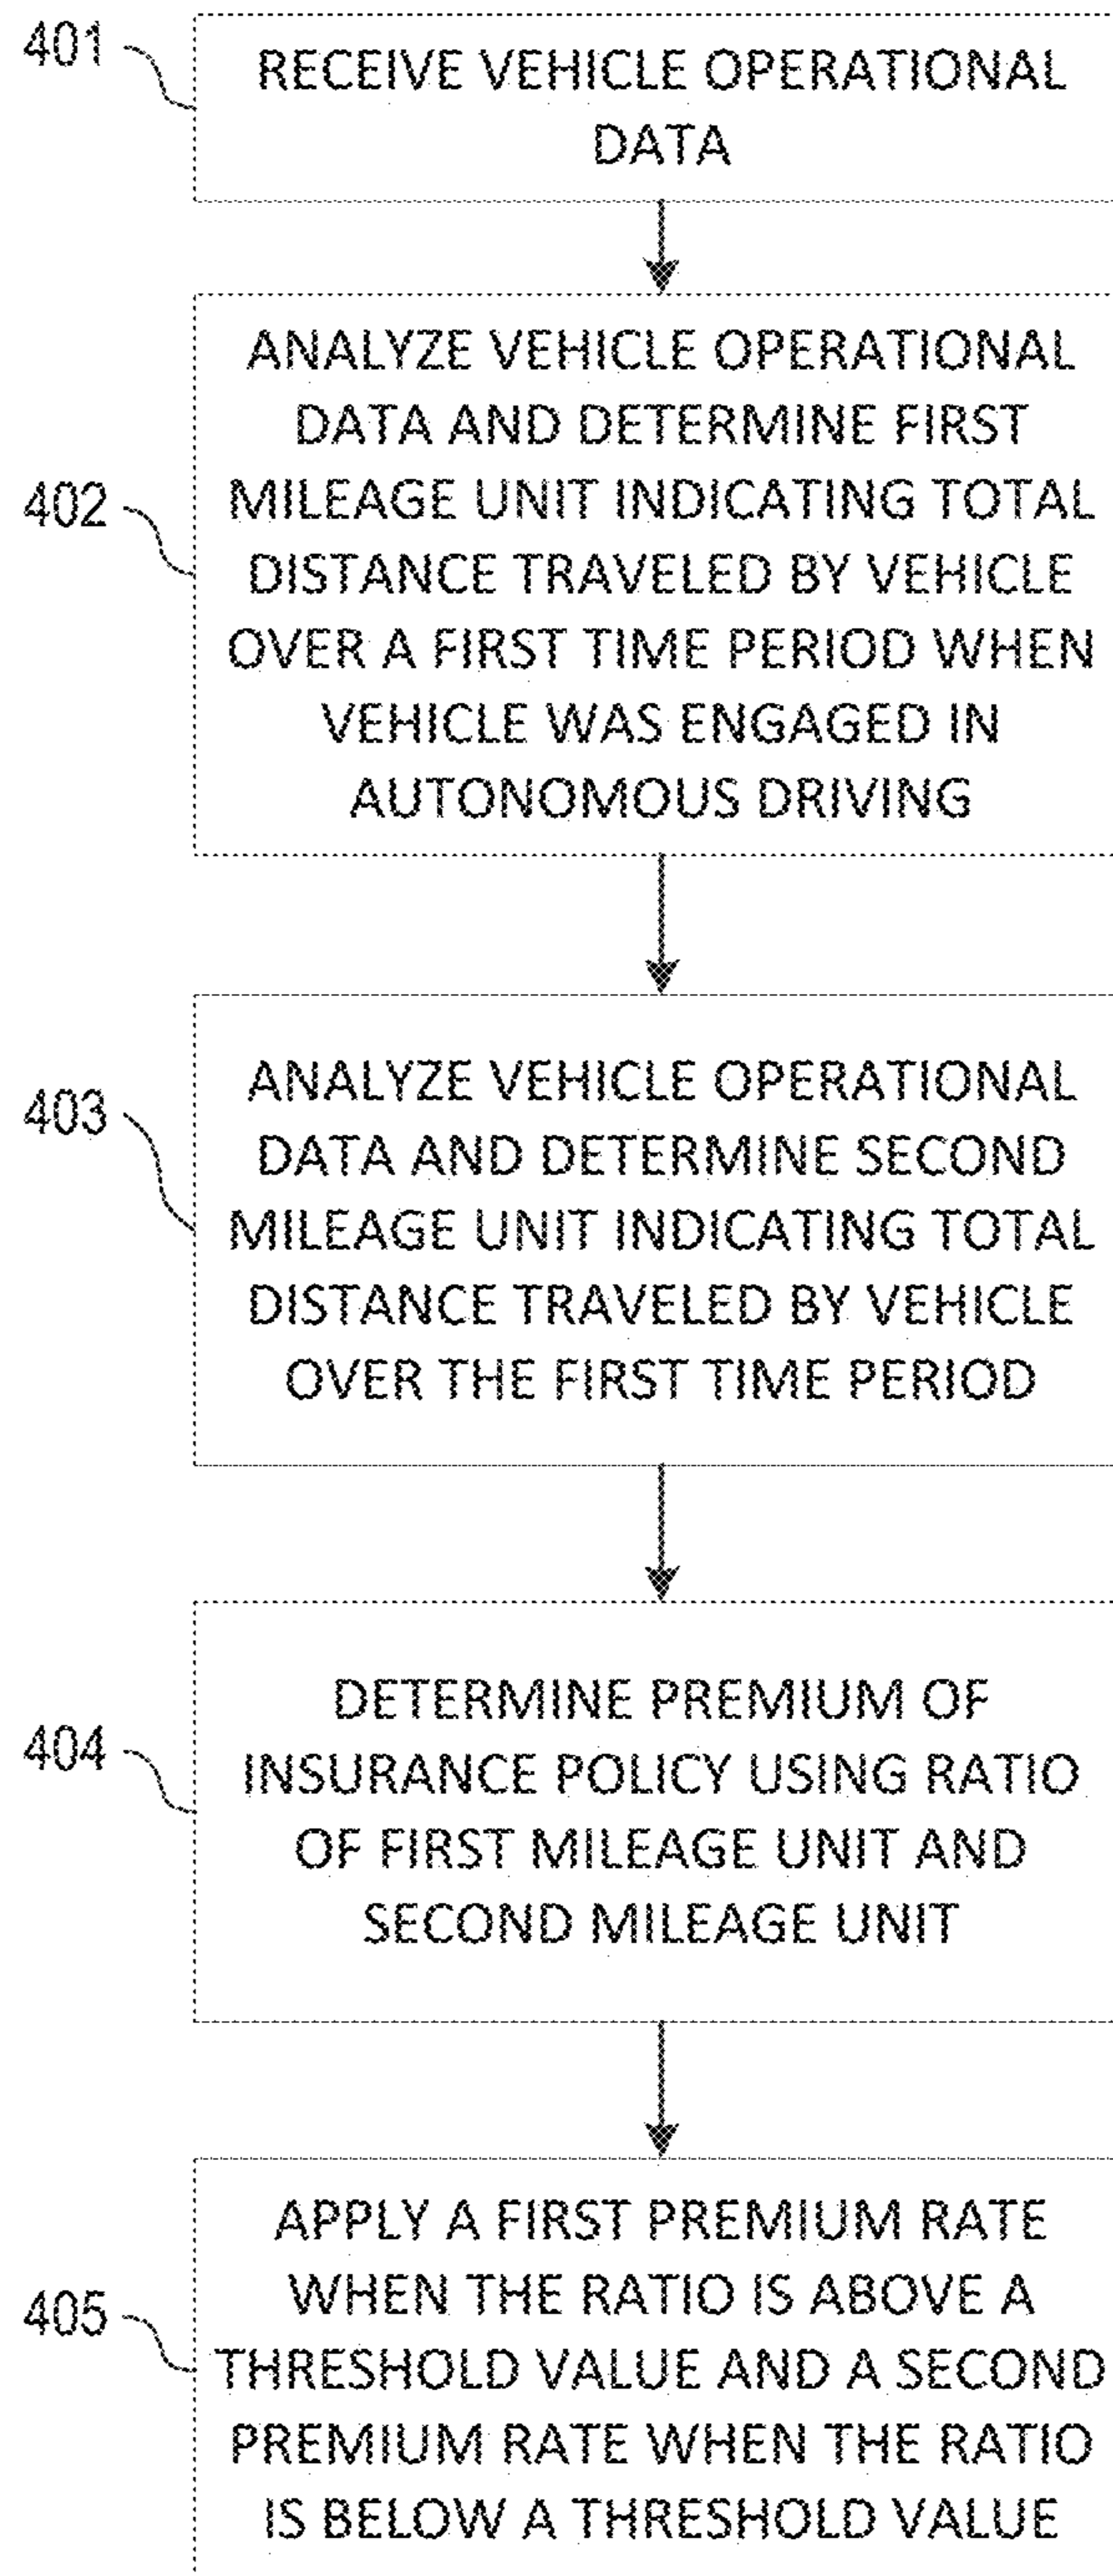 401
RECEIVE VEHICLE OPERATIONAL
DATA
402
ANALYZE VEHICLE OPERATIONAL
DATA AND DETERMINE FIRST
MILEAGE UNIT INDICATING TOTAL
DISTANCE TRAVELED BY VEHICLE
OVER A FIRST TIME PERIOD WHEN
VEHICLE WAS ENGAGED IN
AUTONOMOUS DRIVING
403
ANALYZE VEHICLE OPERATIONAL
DATA AND DETERMINE SECOND
MILEAGE UNIT INDICATING TOTAL
DISTANCE TRAVELED BY VEHICLE
OVER THE FIRST TIME PERIOD
404
DETERMINE PREMIUM OF
INSURANCE POLICY USING RATIO
OF FIRST MILEAGE UNIT AND
SECOND MILEAGE UNIT
405
APPLY A FIRST PREMIUM RATE
WHEN THE RATIO IS ABOVE A
THRESHOLD VALUE AND A SECOND
PREMIUM RATE WHEN THE RATIO
IS BELOW A THRESHOLD VALUE